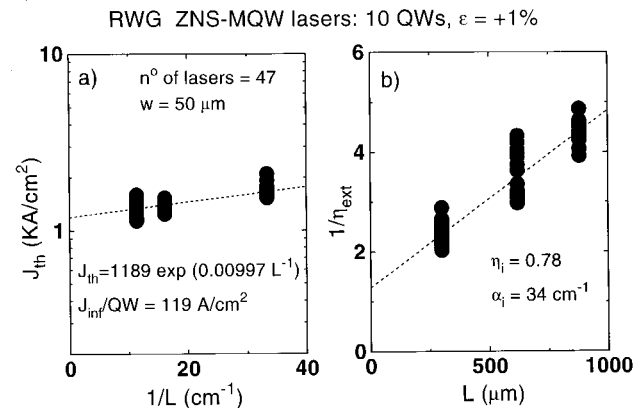 RWG ZNS-MQW lasers: 10 QWs, ε = +1%
a)
nº of lasers = 47
w = 50 μm
J_th=1189 exp (0.00997 L⁻¹)
J_inf/QW = 119 A/cm²
J_th (KA/cm²)
10
1
0 10 20 30 40
1/L (cm⁻¹)
b)
η_i = 0.78
α_i = 34 cm⁻¹
1/η_ext
6
4
2
0
0 500 1000
L (μm)